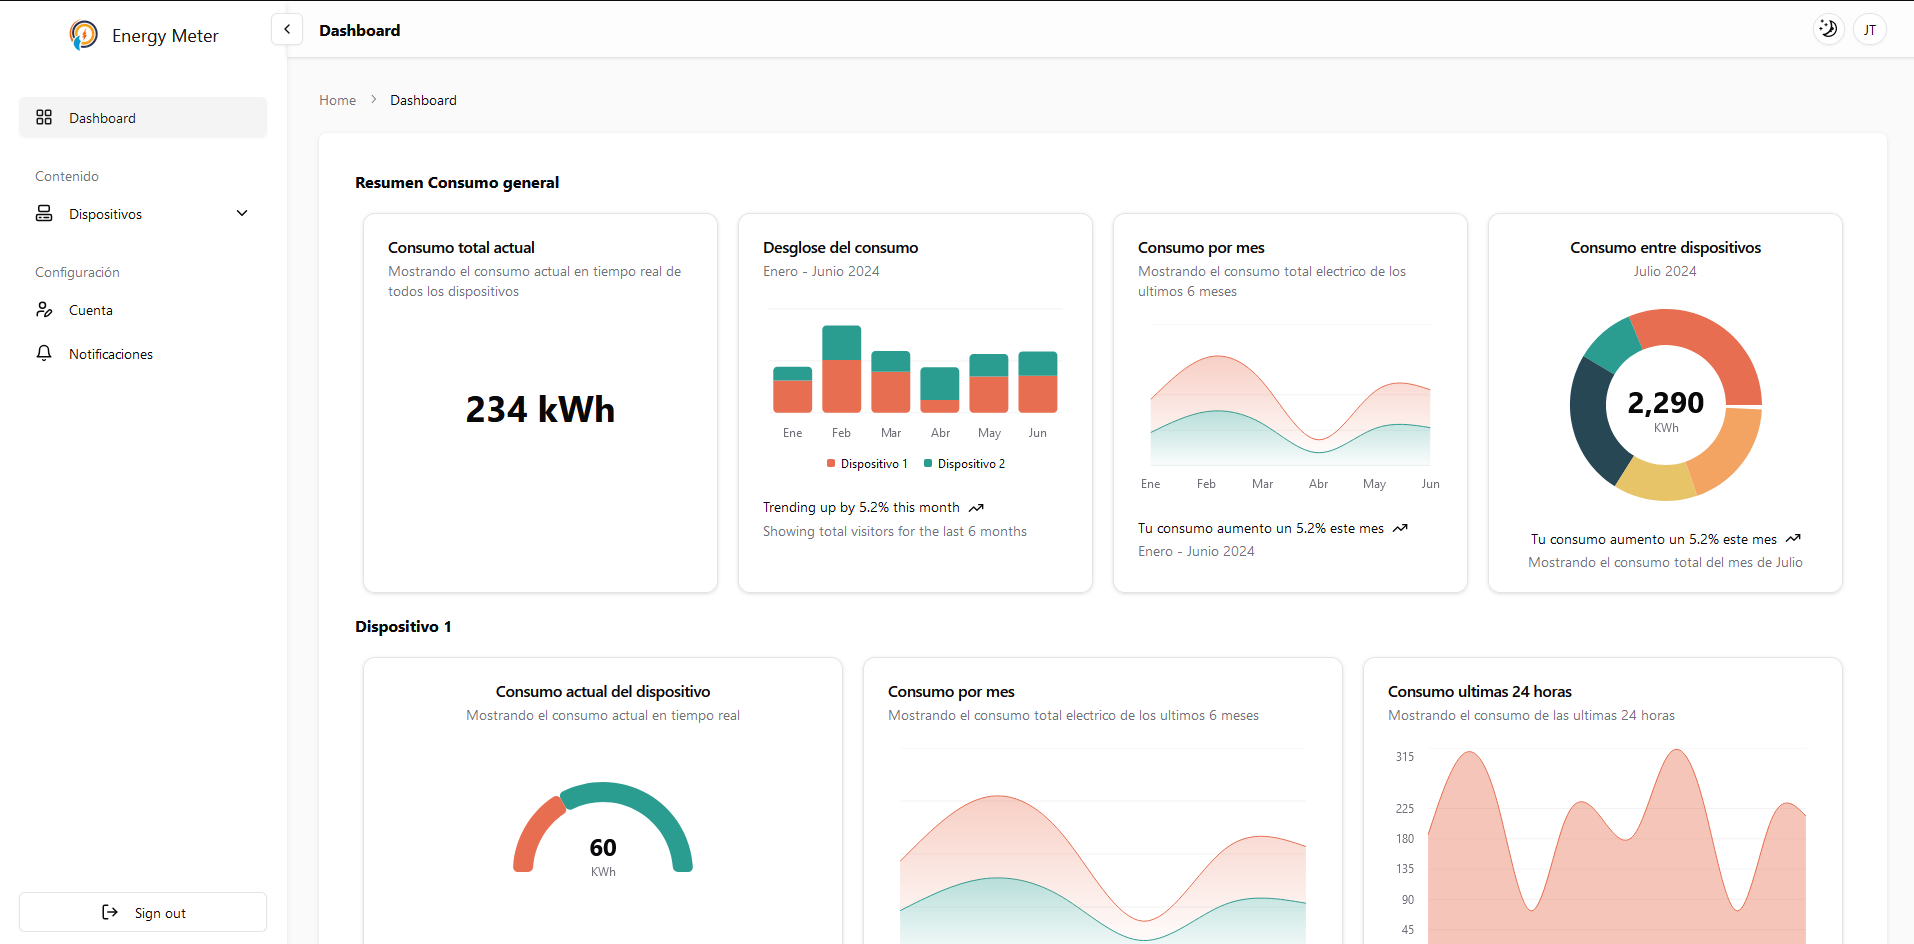 Energy Meter
Dashboard
JT
Dashboard
Contenido
Dispositivos
Configuración
Cuenta
Notificaciones
Sign out
Home > Dashboard
Resumen Consumo general
Consumo total actual
Mostrando el consumo actual en tiempo real de
todos los dispositivos
234 kWh
Desglose del consumo
Enero - Junio 2024
Ene Feb Mar Abr May Jun
Dispositivo 1 Dispositivo 2
Trending up by 5.2% this month
Showing total visitors for the last 6 months
Consumo por mes
Mostrando el consumo total electrico de los
ultimos 6 meses
Ene Feb Mar Abr May Jun
Tu consumo aumento un 5.2% este mes
Enero - Junio 2024
Consumo entre dispositivos
Julio 2024
2,290
KWh
Tu consumo aumento un 5.2% este mes
Mostrando el consumo total del mes de Julio
Dispositivo 1
Consumo actual del dispositivo
Mostrando el consumo actual en tiempo real
60
KWh
Consumo por mes
Mostrando el consumo total electrico de los ultimos 6 meses
Consumo ultimas 24 horas
Mostrando el consumo de las ultimas 24 horas
315
225
180
135
90
45